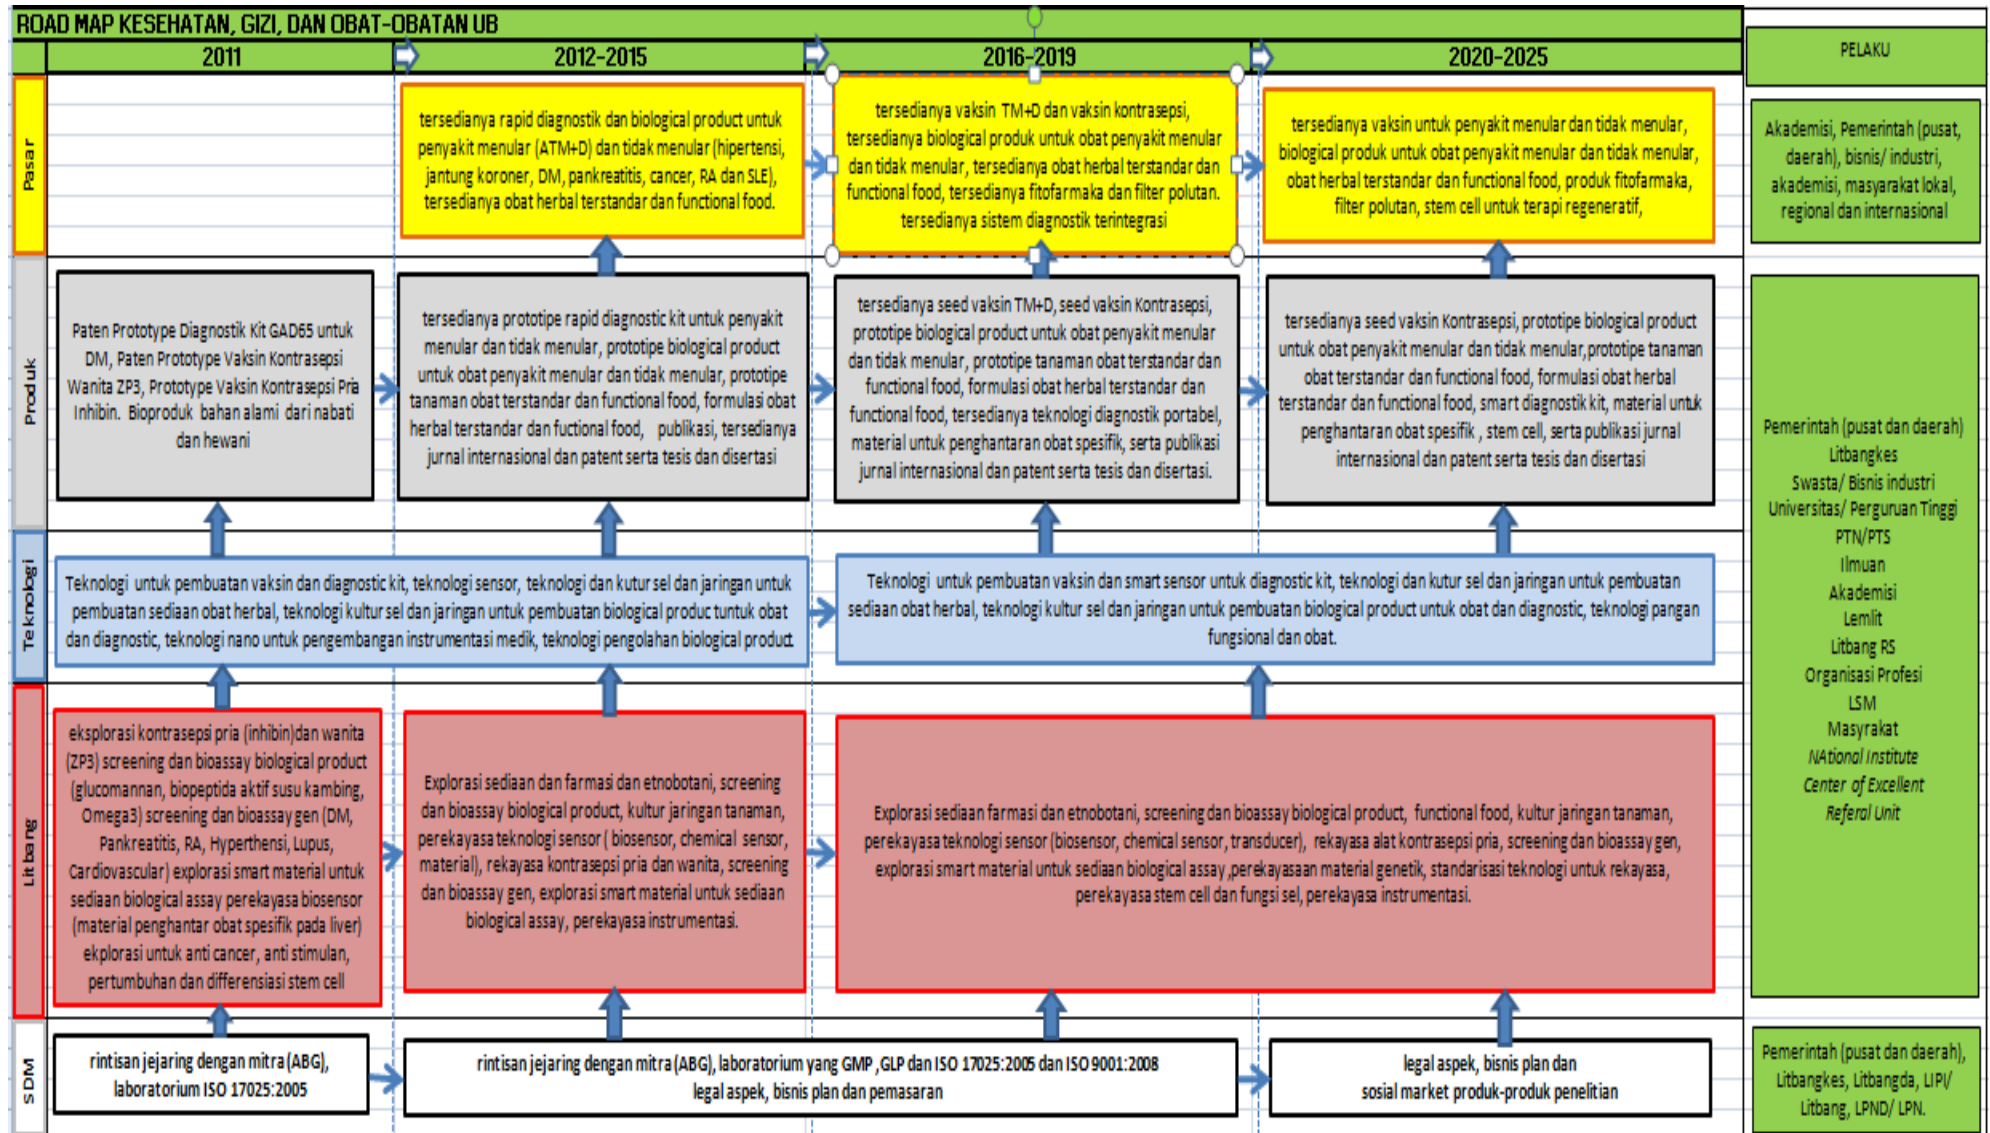 ROAD MAP KESEHATAN, GIZI, DAN OBAT-OBATAN UB
2011
2012-2015
2016-2019
2020-2025
PELAKU
Pasar
tersedianya rapid diagnostik dan biological product untuk
penyakit menular (ATM+D) dan tidak menular (hipertensi,
jantung koroner, DM, pankreatitis, cancer, RA dan SLE),
tersedianya obat herbal terstandar dan functional food.
tersedianya vaksin TM+D dan vaksin kontrasepsi,
tersedianya biological produk untuk obat penyakit menular
dan tidak menular, tersedianya obat herbal terstandar dan
functional food, tersedianya fitofarmaka dan filter polutan.
tersedianya sistem diagnostik terintegrasi
tersedianya vaksin untuk penyakit menular dan tidak menular,
biological produk untuk obat penyakit menular dan tidak menular,
obat herbal terstandar dan functional food, produk fitofarmaka,
filter polutan, stem cell untuk terapi regeneratif,
Akademisi, Pemerintah (pusat,
daerah), bisnis/ industri,
akademisi, masyarakat lokal,
regional dan internasional
Produk
Paten Prototype Diagnostik Kit GAD65 untuk
DM, Paten Prototype Vaksin Kontrasepsi
Wanita ZP3, Prototype Vaksin Kontrasepsi Pria
Inhibin. Bioproduk bahan alami dari nabati
dan hewani
tersedianya prototipe rapid diagnostic kit untuk penyakit
menular dan tidak menular, prototipe biological product
untuk obat penyakit menular dan tidak menular, prototipe
tanaman obat terstandar dan functional food, formulasi obat
herbal terstandar dan fuctional food, publikasi, tersedianya
jurnal internasional dan patent serta tesis dan disertasi
tersedianya seed vaksin TM+D, seed vaksin Kontrasepsi,
prototipe biological product untuk obat penyakit menular
dan tidak menular, prototipe tanaman obat terstandar dan
functional food, formulasi obat herbal terstandar dan
functional food, tersedianya teknologi diagnostik portabel,
material untuk penghantaran obat spesifik, serta publikasi
jurnal internasional dan patent serta tesis dan disertasi.
tersedianya seed vaksin Kontrasepsi, prototipe biological product
untuk obat penyakit menular dan tidak menular,prototipe tanaman
obat terstandar dan functional food, formulasi obat herbal
terstandar dan functional food, smart diagnostik kit, material untuk
penghantaran obat spesifik , stem cell, serta publikasi jurnal
internasional dan patent serta tesis dan disertasi
Pemerintah (pusat dan daerah)
Litbangkes
Swasta/ Bisnis industri
Universitas/ Perguruan Tinggi
PTN/PTS
Ilmuan
Akademisi
Lemlit
Litbang RS
Organisasi Profesi
LSM
Masyrakat
NAtional Institute
Center of Excellent
Referal Unit
Teknologi
Teknologi untuk pembuatan vaksin dan diagnostic kit, teknologi sensor, teknologi dan kutur sel dan jaringan untuk
pembuatan sediaan obat herbal, teknologi kultur sel dan jaringan untuk pembuatan biological produc tuntuk obat
dan diagnostic, teknologi nano untuk pengembangan instrumentasi medik, teknologi pengolahan biological product.
Teknologi untuk pembuatan vaksin dan smart sensor untuk diagnostic kit, teknologi dan kutur sel dan jaringan untuk pembuatan
sediaan obat herbal, teknologi kultur sel dan jaringan untuk pembuatan biological product untuk obat dan diagnostic, teknologi pangan
fungsional dan obat.
Litbang
eksplorasi kontrasepsi pria (inhibin)dan wanita
(ZP3) screening dan bioassay biological product
(glucomannan, biopeptida aktif susu kambing,
Omega3) screening dan bioassay gen (DM,
Pankreatitis, RA, Hyperthensi, Lupus,
Cardiovascular) explorasi smart material untuk
sediaan biological assay perekayasa biosensor
(material penghantar obat spesifik pada liver)
ekplorasi untuk anti cancer, anti stimulan,
pertumbuhan dan differensiasi stem cell
Explorasi sediaan dan farmasi dan etnobotani, screening
dan bioassay biological product, kultur jaringan tanaman,
perekayasa teknologi sensor ( biosensor, chemical sensor,
material), rekayasa kontrasepsi pria dan wanita, screening
dan bioassay gen, explorasi smart material untuk sediaan
biological assay, perekayasa instrumentasi.
Explorasi sediaan farmasi dan etnobotani, screening dan bioassay biological product, functional food, kultur jaringan tanaman,
perekayasa teknologi sensor (biosensor, chemical sensor, transducer), rekayasa alat kontrasepsi pria, screening dan bioassay gen,
explorasi smart material untuk sediaan biological assay ,perekayasaan material genetik, standarisasi teknologi untuk rekayasa,
perekayasa stem cell dan fungsi sel, perekayasa instrumentasi.
SDM
rintisan jejaring dengan mitra (ABG),
laboratorium ISO 17025:2005
rintisan jejaring dengan mitra (ABG), laboratorium yang GMP ,GLP dan ISO 17025:2005 dan ISO 9001:2008
legal aspek, bisnis plan dan pemasaran
legal aspek, bisnis plan dan
sosial market produk-produk penelitian
Pemerintah (pusat dan daerah),
Litbangkes, Litbangda, LIPI/
Litbang, LPND/ LPN.